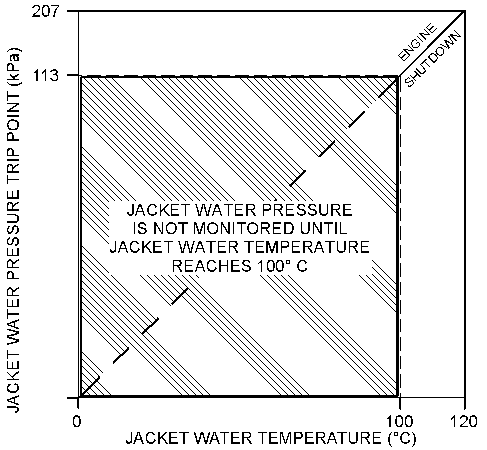 207
ENGINE
SHUTDOWN
113
JACKET WATER PRESSURE TRIP POINT (kPa)
JACKET WATER PRESSURE
IS NOT MONITORED UNTIL
JACKET WATER TEMPERATURE
REACHES 100° C
0
100
120
JACKET WATER TEMPERATURE (°C)